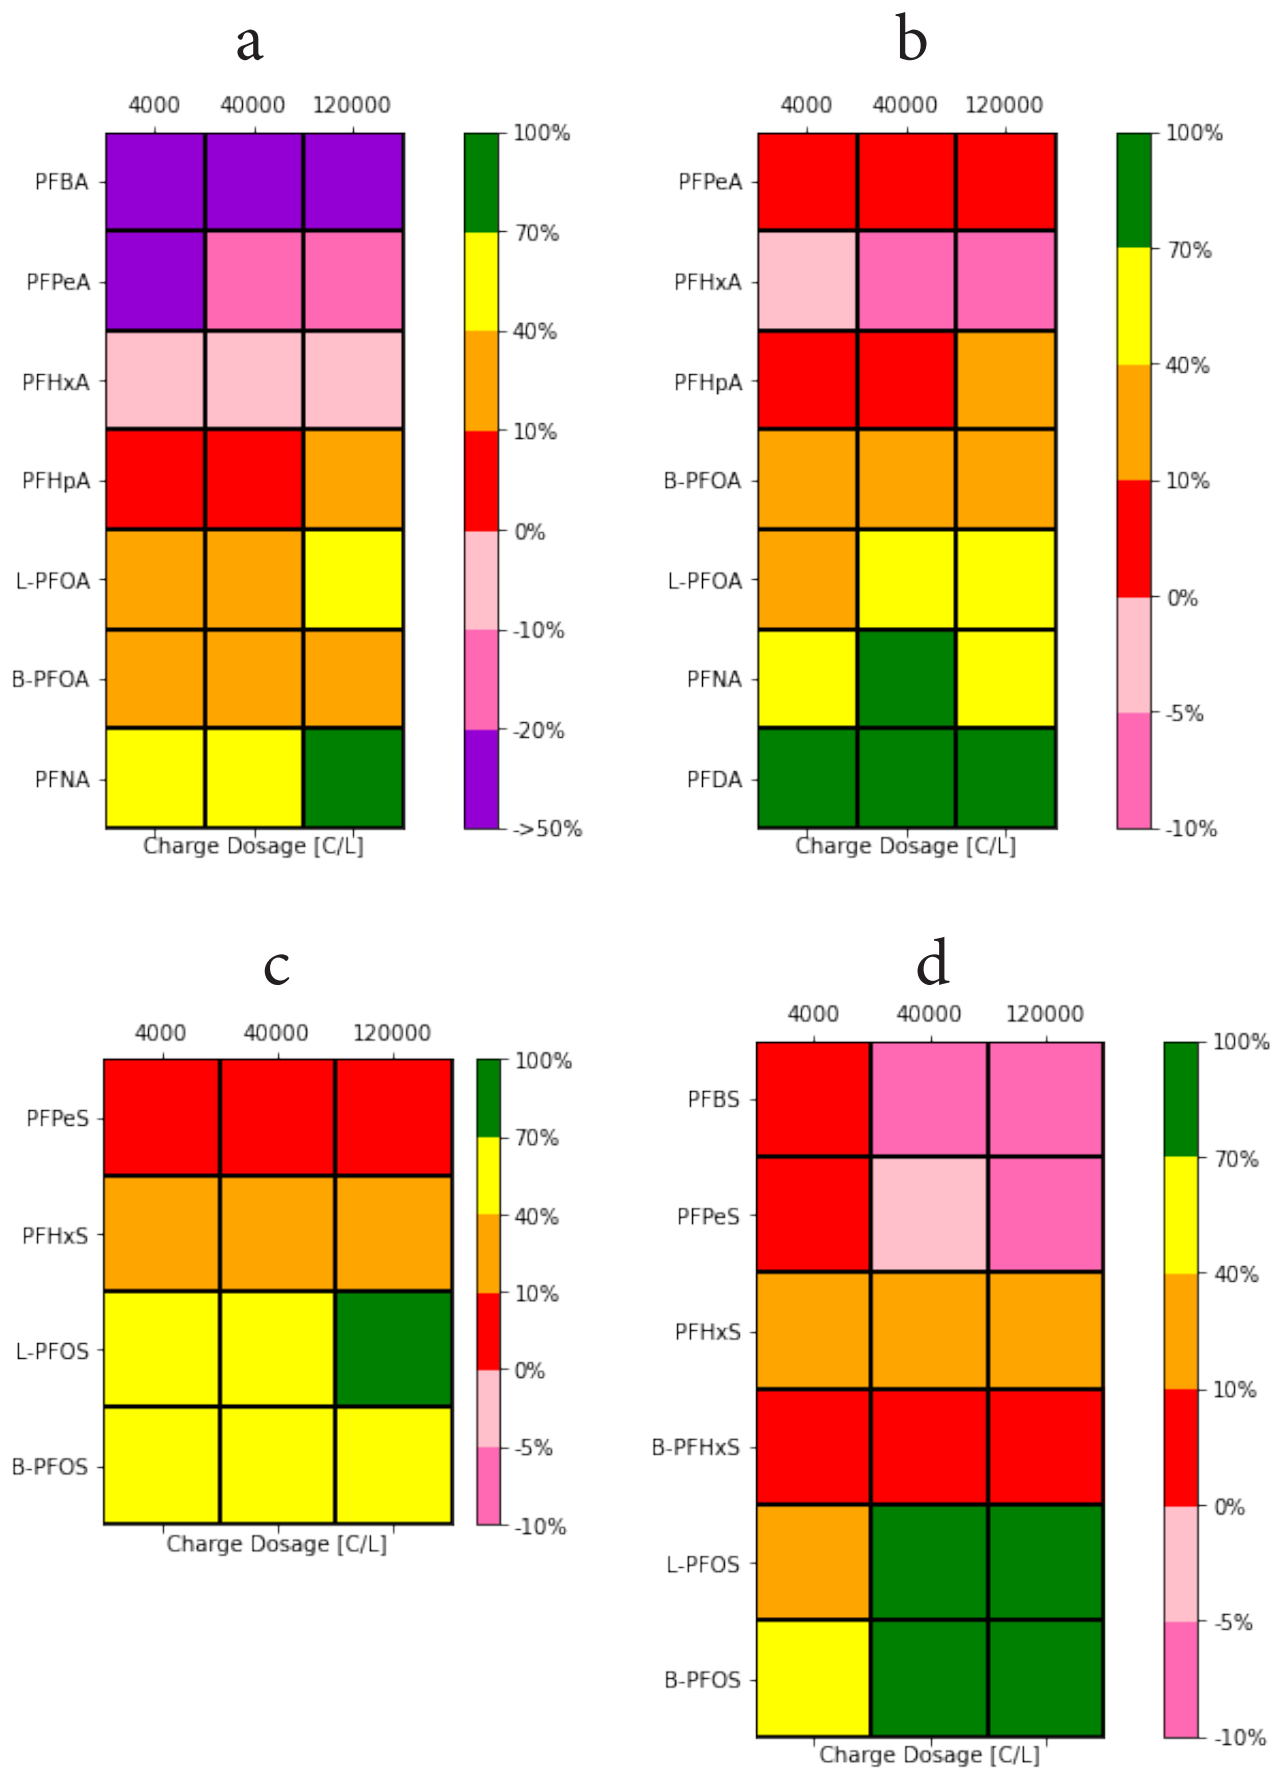 a
4000 40000 120000
PFBA
PFPeA
PFHxA
PFHpA
L-PFOA
B-PFOA
PFNA
Charge Dosage [C/L]
100%
70%
40%
10%
0%
-10%
-20%
->50%
b
4000 40000 120000
PFPeA
PFHxA
PFHpA
B-PFOA
L-PFOA
PFNA
PFDA
Charge Dosage [C/L]
100%
70%
40%
10%
0%
-5%
-10%
c
4000 40000 120000
PFPeS
PFHxS
L-PFOS
B-PFOS
Charge Dosage [C/L]
100%
70%
40%
10%
0%
-5%
-10%
d
4000 40000 120000
PFBS
PFPeS
PFHxS
B-PFHxS
L-PFOS
B-PFOS
Charge Dosage [C/L]
100%
70%
40%
10%
0%
-5%
-10%